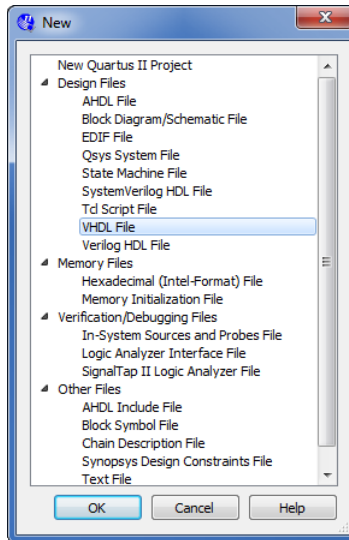 New
New Quartus II Project
Design Files
AHDL File
Block Diagram/Schematic File
EDIF File
Qsys System File
State Machine File
SystemVerilog HDL File
Tcl Script File
VHDL File
Verilog HDL File
Memory Files
Hexadecimal (Intel-Format) File
Memory Initialization File
Verification/Debugging Files
In-System Sources and Probes File
Logic Analyzer Interface File
SignalTap II Logic Analyzer File
Other Files
AHDL Include File
Block Symbol File
Chain Description File
Synopsys Design Constraints File
Text File
OK Cancel Help